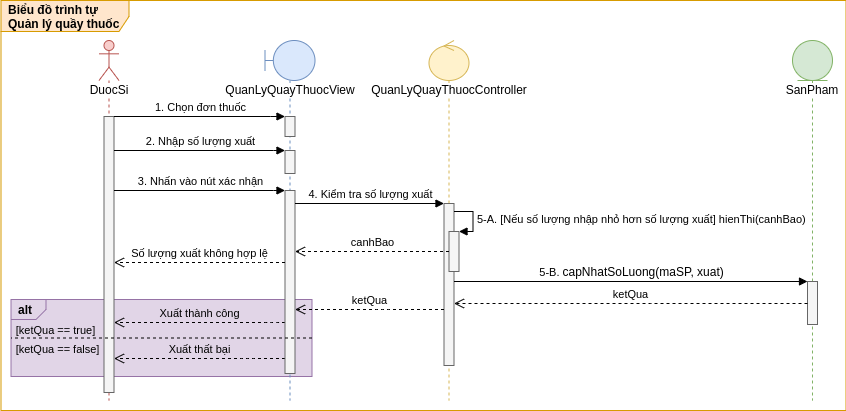 Biểu đồ trình tự
Quản lý quầy thuốc
DuocSi
QuanLyQuayThuocView
QuanLyQuayThuocController
SanPham
1. Chọn đơn thuốc
2. Nhập số lượng xuất
3. Nhấn vào nút xác nhận
4. Kiểm tra số lượng xuất
5-A. [Nếu số lượng nhập nhỏ hơn số lượng xuất] hienThi(canhBao)
canhBao
Số lượng xuất không hợp lệ
5-B. capNhatSoLuong(maSP, xuat)
ketQua
ketQua
alt
Xuất thành công
[ketQua == true]
[ketQua == false]
Xuất thất bại